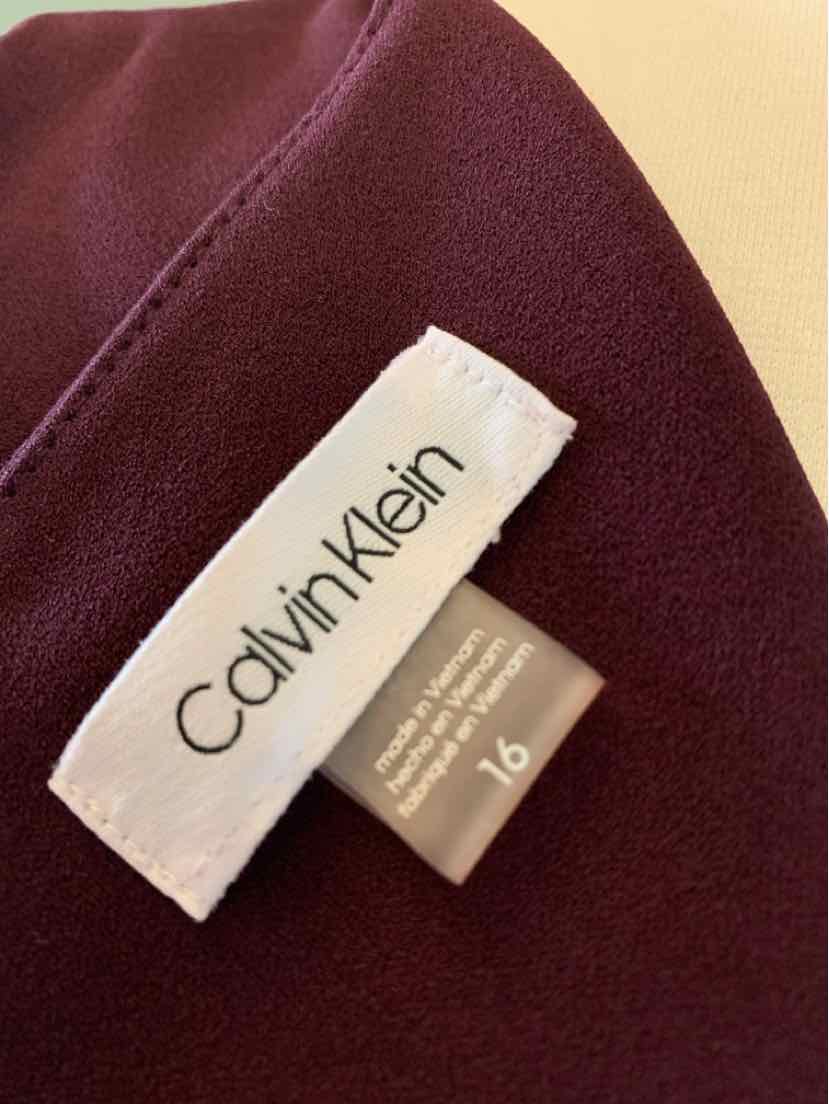 Calvin Klein
made in Vietnam
hecho en Vietnam
fabriqué en Vietnam
16